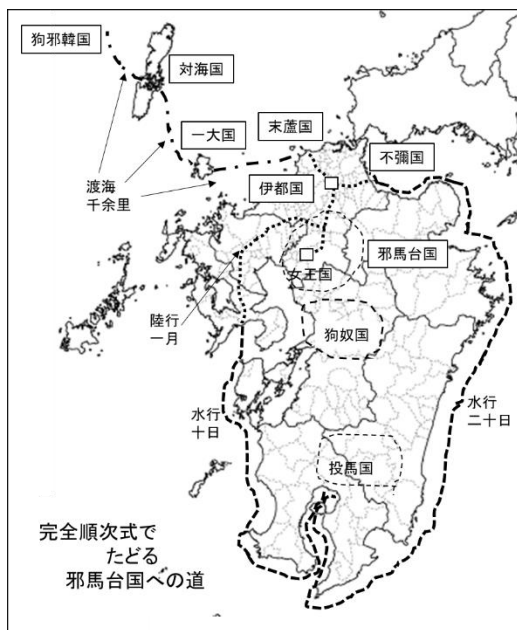 狗邪韓国
対海国
一大国
末蘆国
不彌国
渡海
千余里
伊都国
女王国
邪馬台国
陸行
一月
狗奴国
水行
十日
水行
二十日
投馬国
完全順次式で
たどる
邪馬台国への道